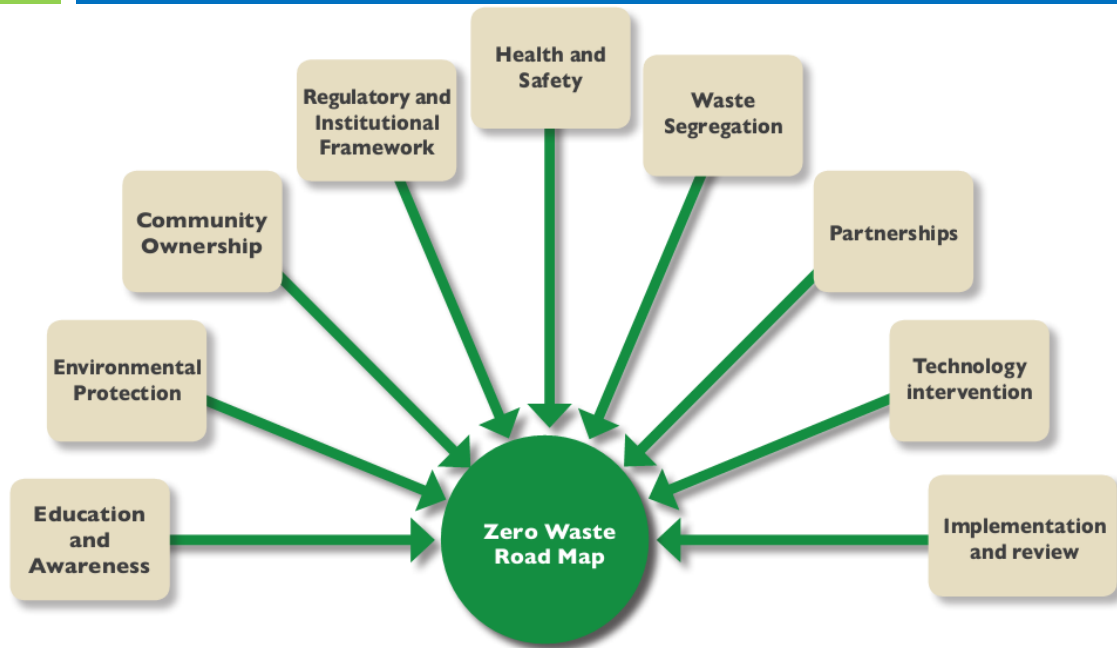 Health and
Safety
Regulatory and
Institutional
Framework
Waste
Segregation
Community
Ownership
Partnerships
Environmental
Protection
Technology
intervention
Education
and
Awareness
Zero Waste
Road Map
Implementation
and review